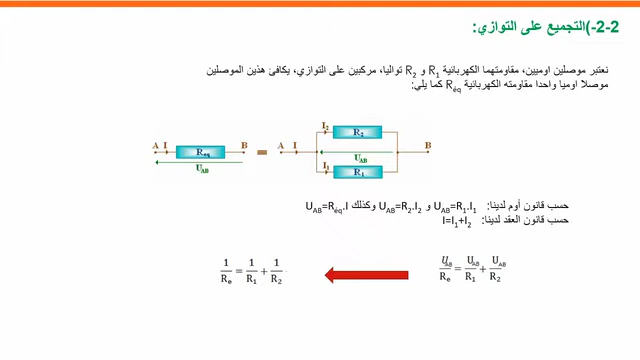 2-2-)التجميع على التوازي:
نعتبر موصلين اوميين، مقاومتهما الكهربائية R1 و R2 تواليا، مركبين على التوازي، يكافئ هذين الموصلين
موصلا اوميا واحدا مقاومته الكهربائية Réq كما يلي:
A I Req B = A I I2 R2 B
UAB UAB
I1 R1
حسب قانون أوم لدينا: UAB=R1.I1 و UAB=R2.I2 وكذلك UAB=Réq.I
حسب قانون العقد لدينا: I=I1+I2
UAB/Re = UAB/R1 + UAB/R2
1/Re = 1/R1 + 1/R2